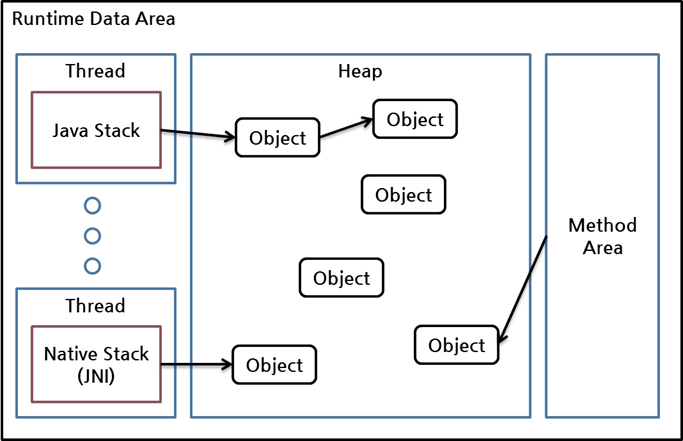 Runtime Data Area
Thread
Java Stack
Heap
Object
Object
Object
Object
Object
Object
Method
Area
Thread
Native Stack
(JNI)